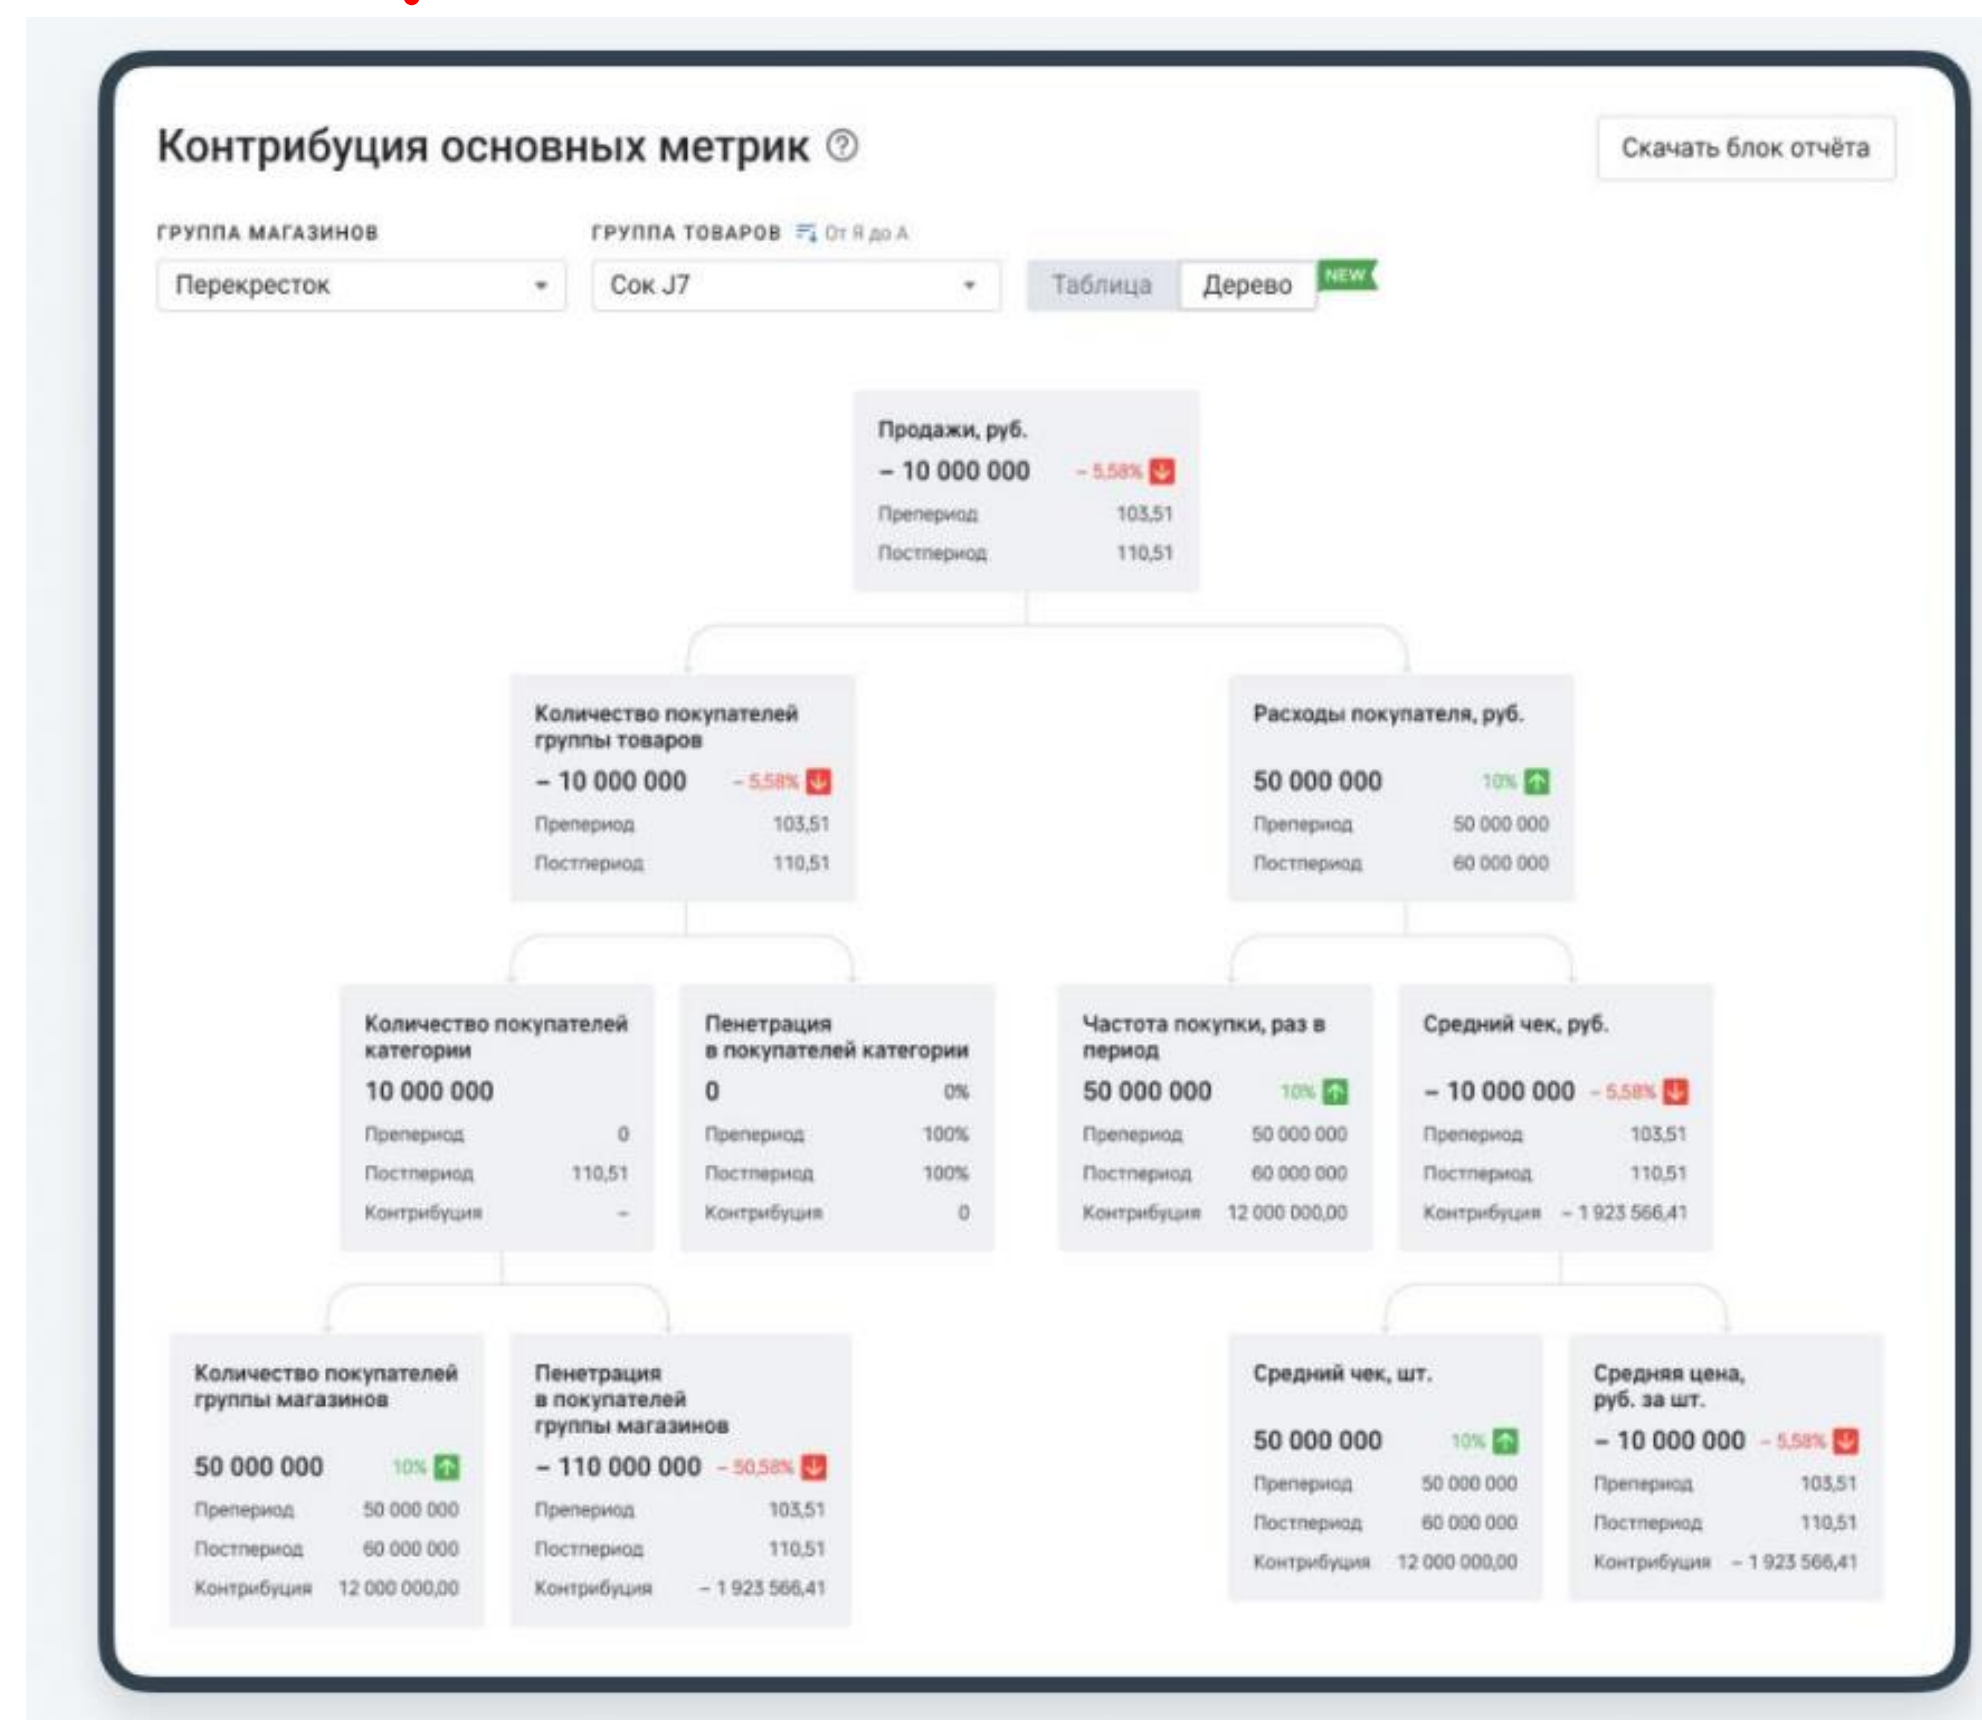 Контрибуция основных метрик ?
Скачать блок отчёта
ГРУППА МАГАЗИНОВ
ГРУППА ТОВАРОВ От Я до А
Перекресток
Сок J7
Таблица Дерево NEW
Продажи, руб.
– 10 000 000 – 5,58%
Препериод 103,51
Постпериод 110,51
Количество покупателей
группы товаров
– 10 000 000 – 5,58%
Препериод 103,51
Постпериод 110,51
Расходы покупателя, руб.
50 000 000 10%
Препериод 50 000 000
Постпериод 60 000 000
Количество покупателей
категории
10 000 000
Препериод 0
Постпериод 110,51
Контрибуция –
Пенетрация
в покупателей категории
0 0%
Препериод 100%
Постпериод 100%
Контрибуция 0
Частота покупки, раз в
период
50 000 000 10%
Препериод 50 000 000
Постпериод 60 000 000
Контрибуция 12 000 000,00
Средний чек, руб.
– 10 000 000 – 5,58%
Препериод 103,51
Постпериод 110,51
Контрибуция – 1 923 566,41
Количество покупателей
группы магазинов
50 000 000 10%
Препериод 50 000 000
Постпериод 60 000 000
Контрибуция 12 000 000,00
Пенетрация
в покупателей
группы магазинов
– 110 000 000 – 50,58%
Препериод 103,51
Постпериод 110,51
Контрибуция – 1 923 566,41
Средний чек, шт.
50 000 000 10%
Препериод 50 000 000
Постпериод 60 000 000
Контрибуция 12 000 000,00
Средняя цена,
руб. за шт.
– 10 000 000 – 5,58%
Препериод 103,51
Постпериод 110,51
Контрибуция – 1 923 566,41